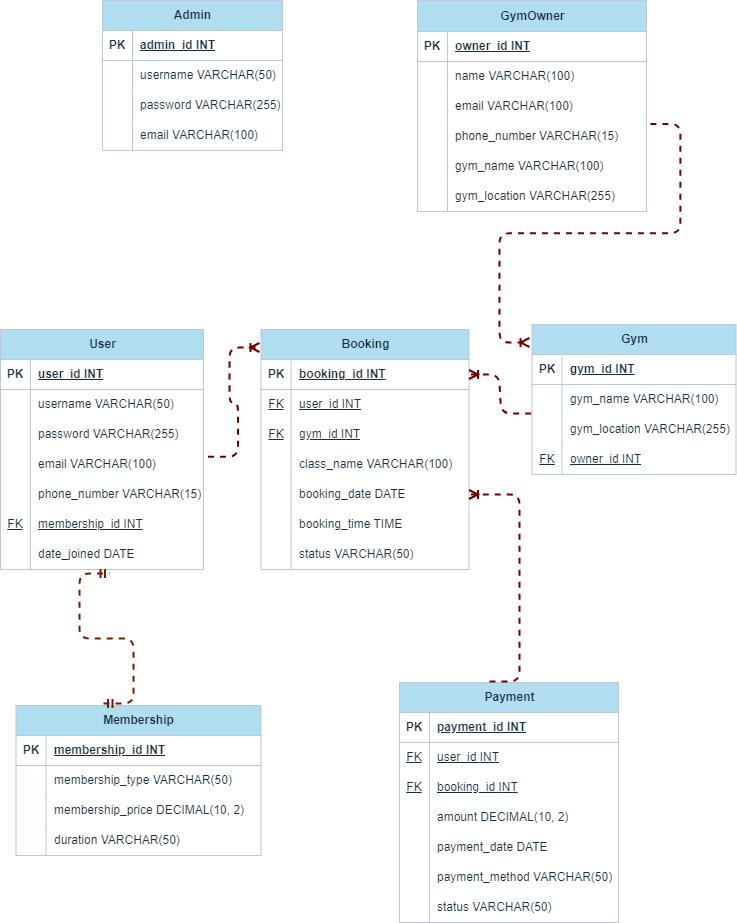 Admin
PK admin_id INT
username VARCHAR(50)
password VARCHAR(255)
email VARCHAR(100)
GymOwner
PK owner_id INT
name VARCHAR(100)
email VARCHAR(100)
phone_number VARCHAR(15)
gym_name VARCHAR(100)
gym_location VARCHAR(255)
User
PK user_id INT
username VARCHAR(50)
password VARCHAR(255)
email VARCHAR(100)
phone_number VARCHAR(15)
FK membership_id INT
date_joined DATE
Booking
PK booking_id INT
FK user_id INT
FK gym_id INT
class_name VARCHAR(100)
booking_date DATE
booking_time TIME
status VARCHAR(50)
Gym
PK gym_id INT
gym_name VARCHAR(100)
gym_location VARCHAR(255)
FK owner_id INT
Membership
PK membership_id INT
membership_type VARCHAR(50)
membership_price DECIMAL(10, 2)
duration VARCHAR(50)
Payment
PK payment_id INT
FK user_id INT
FK booking_id INT
amount DECIMAL(10, 2)
payment_date DATE
payment_method VARCHAR(50)
status VARCHAR(50)